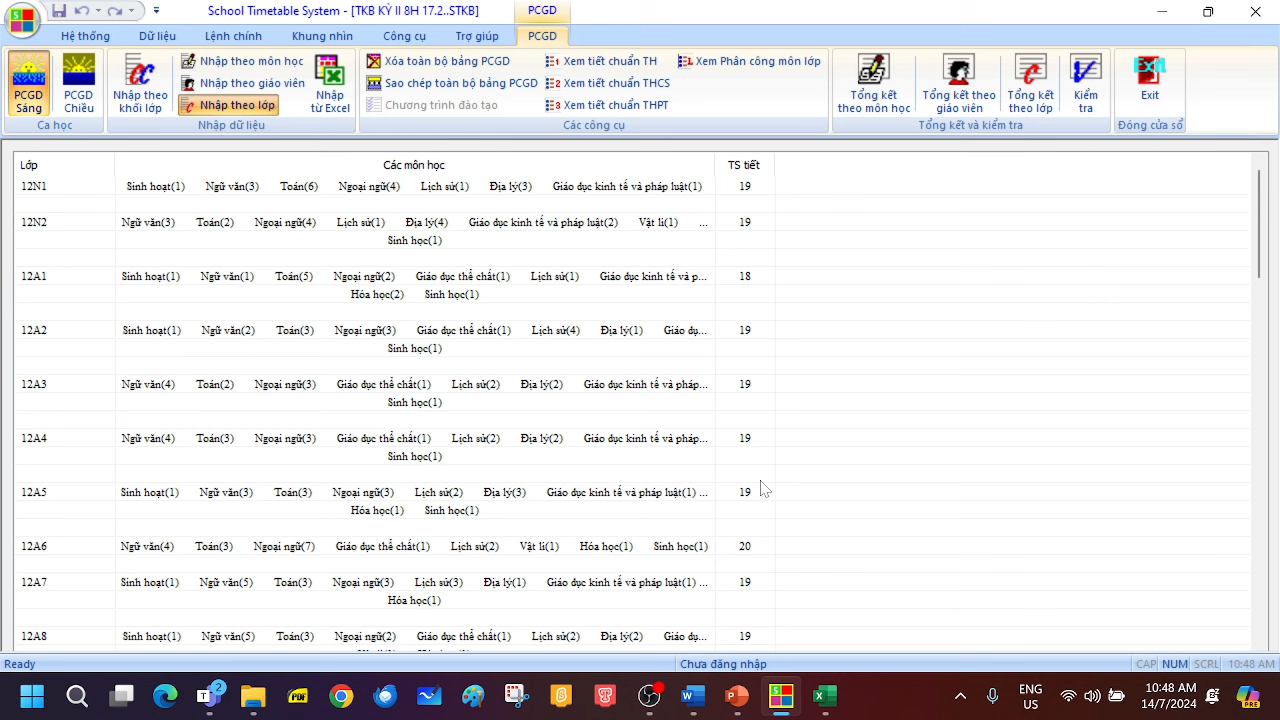 School Timetable System - [TKB KỲ II 8H 17.2..STKB]
PCGD
Hệ thống Dữ liệu Lệnh chính Khung nhìn Công cụ Trợ giúp PCGD
PCGD Sáng
PCGD Chiều
Ca học
Nhập theo khối lớp
Nhập theo môn học
Nhập theo giáo viên
Nhập theo lớp
Nhập từ Excel
Nhập dữ liệu
Xóa toàn bộ bảng PCGD
Sao chép toàn bộ bảng PCGD
Chương trình đào tạo
1 Xem tiết chuẩn TH
2 Xem tiết chuẩn THCS
3 Xem tiết chuẩn THPT
Xem Phân công môn lớp
Các công cụ
Tổng kết theo môn học
Tổng kết theo giáo viên
Tổng kết theo lớp
Kiểm tra
Tổng kết và kiểm tra
Exit
Exit
Đóng cửa sổ
Lớp Các môn học TS tiết
12N1 Sinh hoạt(1) Ngữ văn(3) Toán(6) Ngoại ngữ(4) Lịch sử(1) Địa lý(3) Giáo dục kinh tế và pháp luật(1) 19
12N2 Ngữ văn(3) Toán(2) Ngoại ngữ(4) Lịch sử(1) Địa lý(4) Giáo dục kinh tế và pháp luật(2) Vật lí(1) ... 19
Sinh học(1)
12A1 Sinh hoạt(1) Ngữ văn(1) Toán(5) Ngoại ngữ(2) Giáo dục thể chất(1) Lịch sử(1) Giáo dục kinh tế và p... 18
Hóa học(2) Sinh học(1)
12A2 Sinh hoạt(1) Ngữ văn(2) Toán(3) Ngoại ngữ(3) Giáo dục thể chất(1) Lịch sử(4) Địa lý(1) Giáo dụ... 19
Sinh học(1)
12A3 Ngữ văn(4) Toán(2) Ngoại ngữ(3) Giáo dục thể chất(1) Lịch sử(2) Địa lý(2) Giáo dục kinh tế và pháp... 19
Sinh học(1)
12A4 Ngữ văn(4) Toán(3) Ngoại ngữ(3) Giáo dục thể chất(1) Lịch sử(2) Địa lý(2) Giáo dục kinh tế và pháp... 19
Sinh học(1)
12A5 Sinh hoạt(1) Ngữ văn(3) Toán(3) Ngoại ngữ(3) Lịch sử(2) Địa lý(3) Giáo dục kinh tế và pháp luật(1) ... 19
Hóa học(1) Sinh học(1)
12A6 Ngữ văn(4) Toán(3) Ngoại ngữ(7) Giáo dục thể chất(1) Lịch sử(2) Vật lí(1) Hóa học(1) Sinh học(1) 20
12A7 Sinh hoạt(1) Ngữ văn(5) Toán(3) Ngoại ngữ(3) Lịch sử(3) Địa lý(1) Giáo dục kinh tế và pháp luật(1) ... 19
Hóa học(1)
12A8 Sinh hoạt(1) Ngữ văn(5) Toán(3) Ngoại ngữ(2) Giáo dục thể chất(1) Lịch sử(2) Địa lý(2) Giáo dụ... 19
Ready Chưa đăng nhập CAP NUM SCRL 10:48 AM
2 PDF ENG US 10:48 AM 14/7/2024 PRE